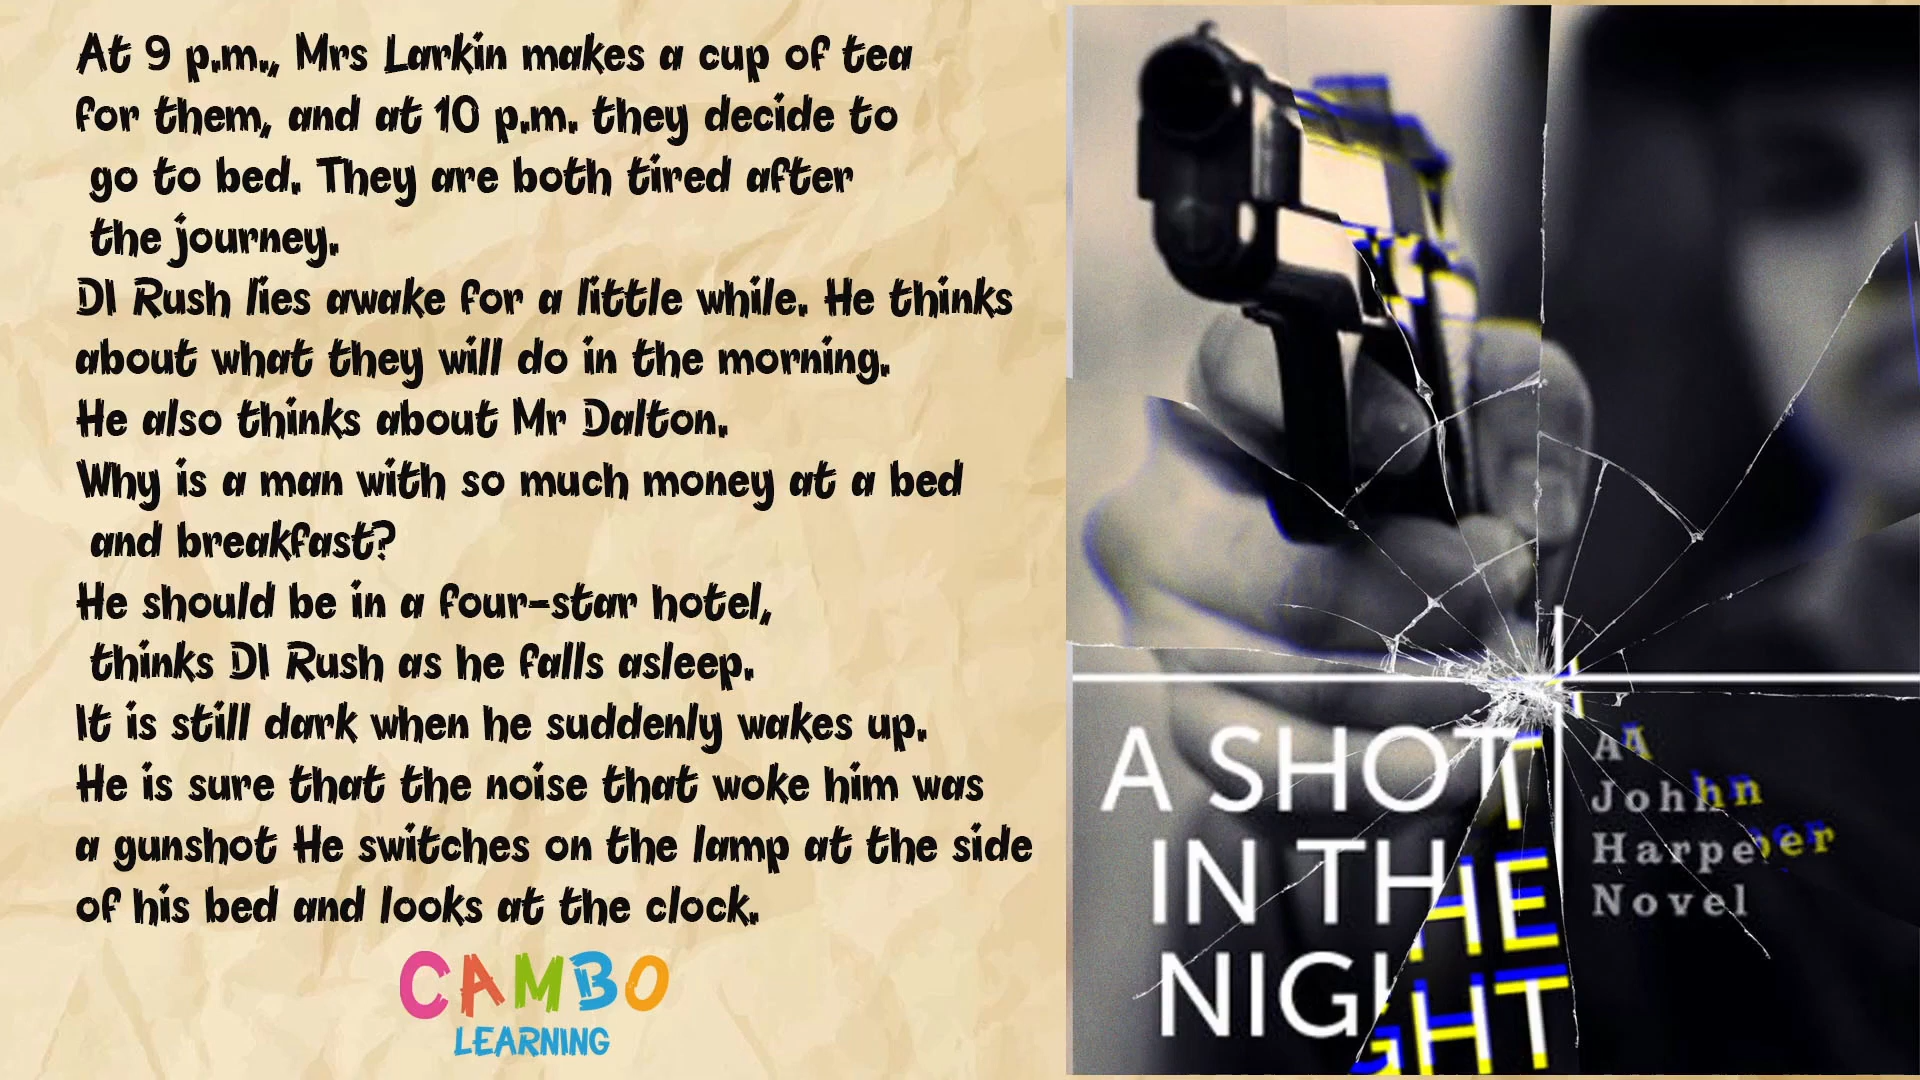 At 9 p.m., Mrs Larkin makes a cup of tea
for them, and at 10 p.m. they decide to
go to bed. They are both tired after
the journey.
DI Rush lies awake for a little while. He thinks
about what they will do in the morning.
He also thinks about Mr Dalton.
Why is a man with so much money at a bed
and breakfast?
He should be in a four-star hotel,
thinks DI Rush as he falls asleep.
It is still dark when he suddenly wakes up.
He is sure that the noise that woke him was
a gunshot He switches on the lamp at the side
of his bed and looks at the clock.
CAMBO
LEARNING
A SHOT
IN THE
NIGHT
A
John
Harper
Novel